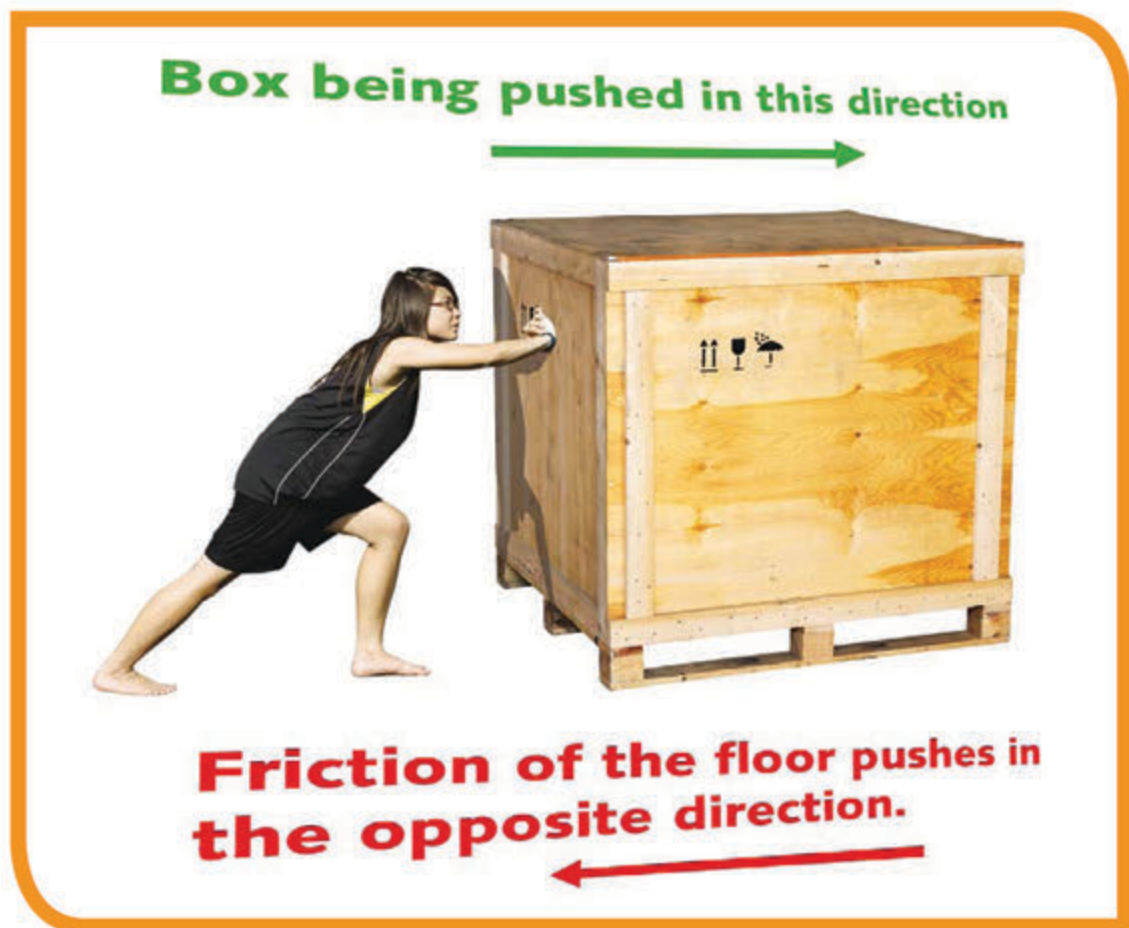 Box being pushed in this direction
Friction of the floor pushes in
the opposite direction.